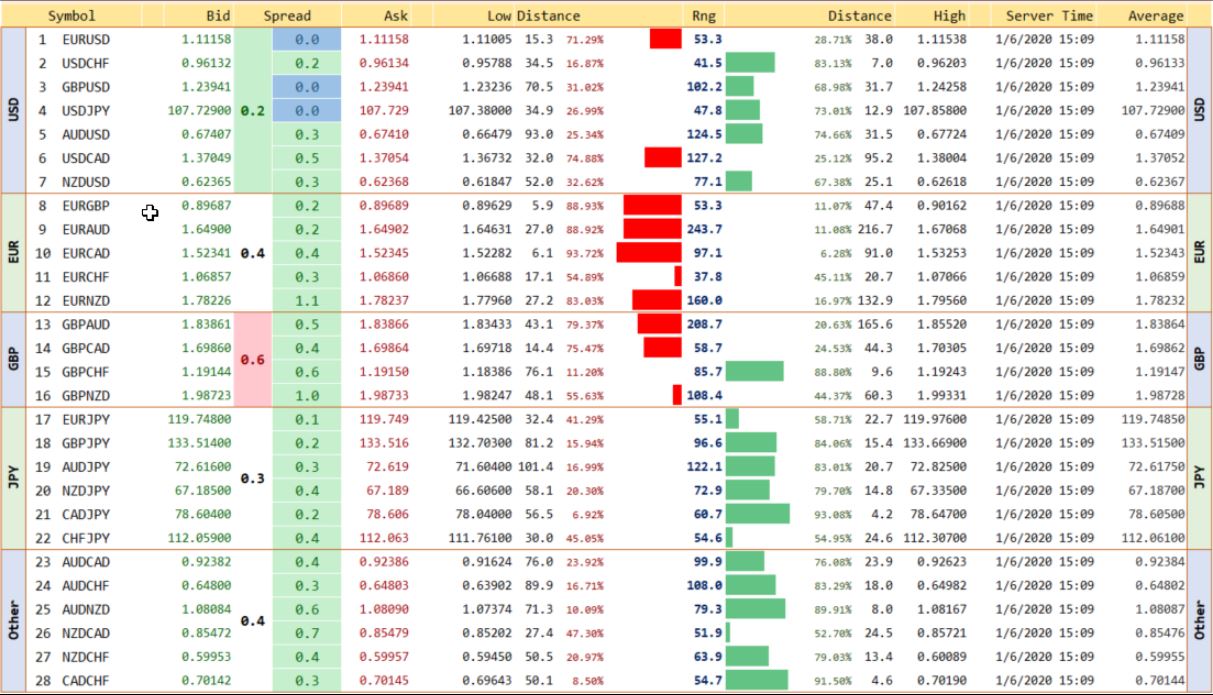 Symbol Bid Spread Ask Low Distance Rng Distance High Server Time Average
USD
1 EURUSD 1.11158 0.0 1.11158 1.11005 15.3 71.29% 53.3 28.71% 38.0 1.11538 1/6/2020 15:09 1.11158
2 USDCHF 0.96132 0.2 0.96134 0.95788 34.5 16.87% 41.5 83.13% 7.0 0.96203 1/6/2020 15:09 0.96133
3 GBPUSD 1.23941 0.0 1.23941 1.23236 70.5 31.02% 102.2 68.98% 31.7 1.24258 1/6/2020 15:09 1.23941
4 USDJPY 107.72900 0.2 0.0 107.729 107.38000 34.9 26.99% 47.8 73.01% 12.9 107.85800 1/6/2020 15:09 107.72900
USD
5 AUDUSD 0.67407 0.3 0.67410 0.66479 93.0 25.34% 124.5 74.66% 31.5 0.67724 1/6/2020 15:09 0.67409
6 USDCAD 1.37049 0.5 1.37054 1.36732 32.0 74.88% 127.2 25.12% 95.2 1.38004 1/6/2020 15:09 1.37052
7 NZDUSD 0.62365 0.3 0.62368 0.61847 52.0 32.62% 77.1 67.38% 25.1 0.62618 1/6/2020 15:09 0.62367
EUR
8 EURGBP 0.89687 0.2 0.89689 0.89629 5.9 88.93% 53.3 11.07% 47.4 0.90162 1/6/2020 15:09 0.89688
9 EURAUD 1.64900 0.2 1.64902 1.64631 27.0 88.92% 243.7 11.08% 216.7 1.67068 1/6/2020 15:09 1.64901
10 EURCAD 1.52341 0.4 0.4 1.52345 1.52282 6.1 93.72% 97.1 6.28% 91.0 1.53253 1/6/2020 15:09 1.52343
EUR
11 EURCHF 1.06857 0.3 1.06860 1.06688 17.1 54.89% 37.8 45.11% 20.7 1.07066 1/6/2020 15:09 1.06859
12 EURNZD 1.78226 1.1 1.78237 1.77960 27.2 83.03% 160.0 16.97% 132.9 1.79560 1/6/2020 15:09 1.78232
GBP
13 GBPAUD 1.83861 0.5 1.83866 1.83433 43.1 79.37% 208.7 20.63% 165.6 1.85520 1/6/2020 15:09 1.83864
14 GBPCAD 1.69860 0.4 1.69864 1.69718 14.4 75.47% 58.7 24.53% 44.3 1.70305 1/6/2020 15:09 1.69862
0.6
GBP
15 GBPCHF 1.19144 0.6 1.19150 1.18386 76.1 11.20% 85.7 88.80% 9.6 1.19243 1/6/2020 15:09 1.19147
16 GBPNZD 1.98723 1.0 1.98733 1.98247 48.1 55.63% 108.4 44.37% 60.3 1.99331 1/6/2020 15:09 1.98728
JPY
17 EURJPY 119.74800 0.1 119.749 119.42500 32.4 41.29% 55.1 58.71% 22.7 119.97600 1/6/2020 15:09 119.74850
18 GBPJPY 133.51400 0.2 133.516 132.70300 81.2 15.94% 96.6 84.06% 15.4 133.66900 1/6/2020 15:09 133.51500
19 AUDJPY 72.61600 0.3 72.619 71.60400 101.4 16.99% 122.1 83.01% 20.7 72.82500 1/6/2020 15:09 72.61750
0.3
JPY
20 NZDJPY 67.18500 0.4 67.189 66.60600 58.1 20.30% 72.9 79.70% 14.8 67.33500 1/6/2020 15:09 67.18700
21 CADJPY 78.60400 0.2 78.606 78.04000 56.5 6.92% 60.7 93.08% 4.2 78.64700 1/6/2020 15:09 78.60500
22 CHFJPY 112.05900 0.4 112.063 111.76100 30.0 45.05% 54.6 54.95% 24.6 112.30700 1/6/2020 15:09 112.06100
Other
23 AUDCAD 0.92382 0.4 0.92386 0.91624 76.0 23.92% 99.9 76.08% 23.9 0.92623 1/6/2020 15:09 0.92384
24 AUDCHF 0.64800 0.3 0.64803 0.63902 89.9 16.71% 108.0 83.29% 18.0 0.64982 1/6/2020 15:09 0.64802
25 AUDNZD 1.08084 0.6 1.08090 1.07374 71.3 10.09% 79.3 89.91% 8.0 1.08167 1/6/2020 15:09 1.08087
0.4
Other
26 NZDCAD 0.85472 0.7 0.85479 0.85202 27.4 47.30% 51.9 52.70% 24.5 0.85721 1/6/2020 15:09 0.85476
27 NZDCHF 0.59953 0.4 0.59957 0.59450 50.5 20.97% 63.9 79.03% 13.4 0.60089 1/6/2020 15:09 0.59955
28 CADCHF 0.70142 0.3 0.70145 0.69643 50.1 8.50% 54.7 91.50% 4.6 0.70190 1/6/2020 15:09 0.70144